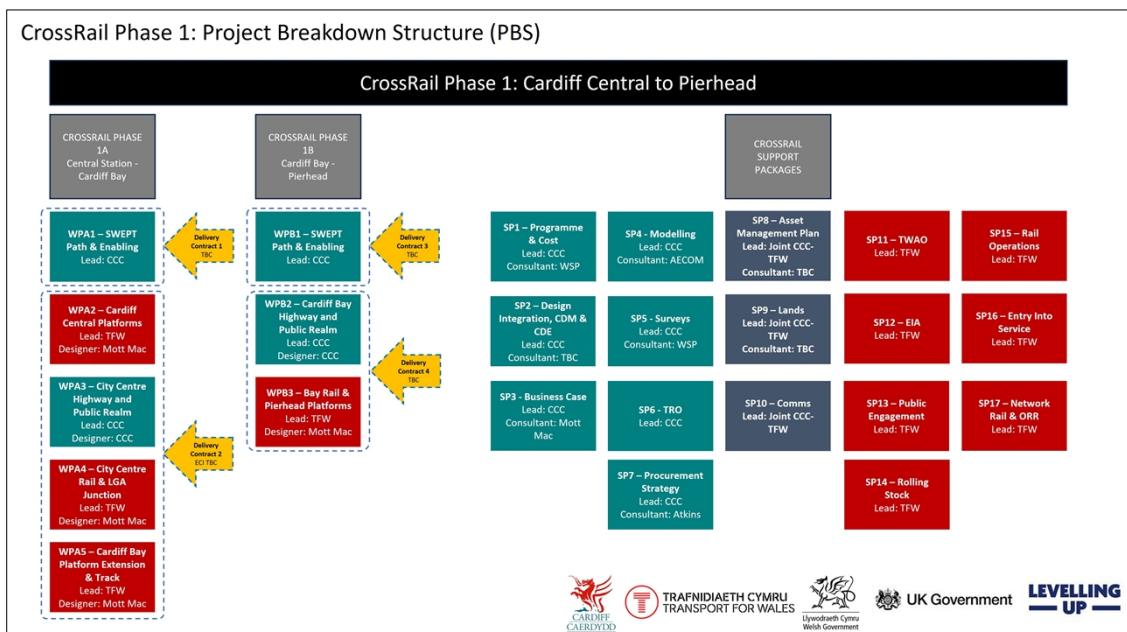 CrossRail Phase 1: Project Breakdown Structure (PBS)
CrossRail Phase 1: Cardiff Central to Pierhead
CROSSRAIL PHASE
1A
Central Station -
Cardiff Bay
WPA1 – SWEPT
Path & Enabling
Lead: CCC
Delivery
Contract 1
TBC
WPA2 – Cardiff
Central Platforms
Lead: TFW
Designer: Mott Mac
WPA3 – City Centre
Highway and
Public Realm
Lead: CCC
Designer: CCC
WPA4 – City Centre
Rail & LGA
Junction
Lead: TFW
Designer: Mott Mac
WPA5 – Cardiff Bay
Platform Extension
& Track
Lead: TFW
Designer: Mott Mac
Delivery
Contract 2
ECI TBC
CROSSRAIL PHASE
1B
Cardiff Bay -
Pierhead
WPB1 – SWEPT
Path & Enabling
Lead: CCC
Delivery
Contract 3
TBC
WPB2 – Cardiff Bay
Highway and
Public Realm
Lead: CCC
Designer: CCC
WPB3 – Bay Rail &
Pierhead Platforms
Lead: TFW
Designer: Mott Mac
Delivery
Contract 4
TBC
CROSSRAIL
SUPPORT
PACKAGES
SP1 – Programme
& Cost
Lead: CCC
Consultant: WSP
SP2 – Design
Integration, CDM &
CDE
Lead: CCC
Consultant: TBC
SP3 - Business Case
Lead: CCC
Consultant: Mott
Mac
SP4 - Modelling
Lead: CCC
Consultant: AECOM
SP5 - Surveys
Lead: CCC
Consultant: WSP
SP6 - TRO
Lead: CCC
SP7 – Procurement
Strategy
Lead: CCC
Consultant: Atkins
SP8 – Asset
Management Plan
Lead: Joint CCC-
TFW
Consultant: TBC
SP9 – Lands
Lead: Joint CCC-
TFW
Consultant: TBC
SP10 – Comms
Lead: Joint CCC-
TFW
SP11 – TWAO
Lead: TFW
SP12 – EIA
Lead: TFW
SP13 – Public
Engagement
Lead: TFW
SP14 – Rolling
Stock
Lead: TFW
SP15 – Rail
Operations
Lead: TFW
SP16 – Entry Into
Service
Lead: TFW
SP17 – Network
Rail & ORR
Lead: TFW
CARDIFF
CAERDYDD
TRAFNIDIAETH CYMRU
TRANSPORT FOR WALES
Llywodraeth Cymru
Welsh Government
UK Government
LEVELLING
UP